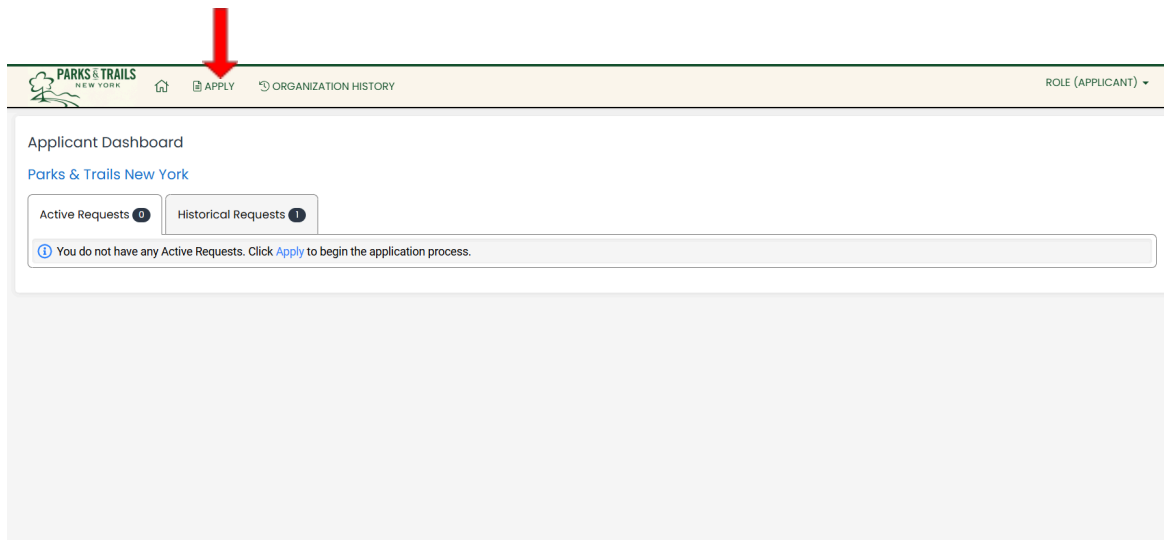 PARKS & TRAILS
NEW YORK
APPLY
ORGANIZATION HISTORY
ROLE (APPLICANT)
Applicant Dashboard
Parks & Trails New York
Active Requests 0
Historical Requests 1
You do not have any Active Requests. Click Apply to begin the application process.